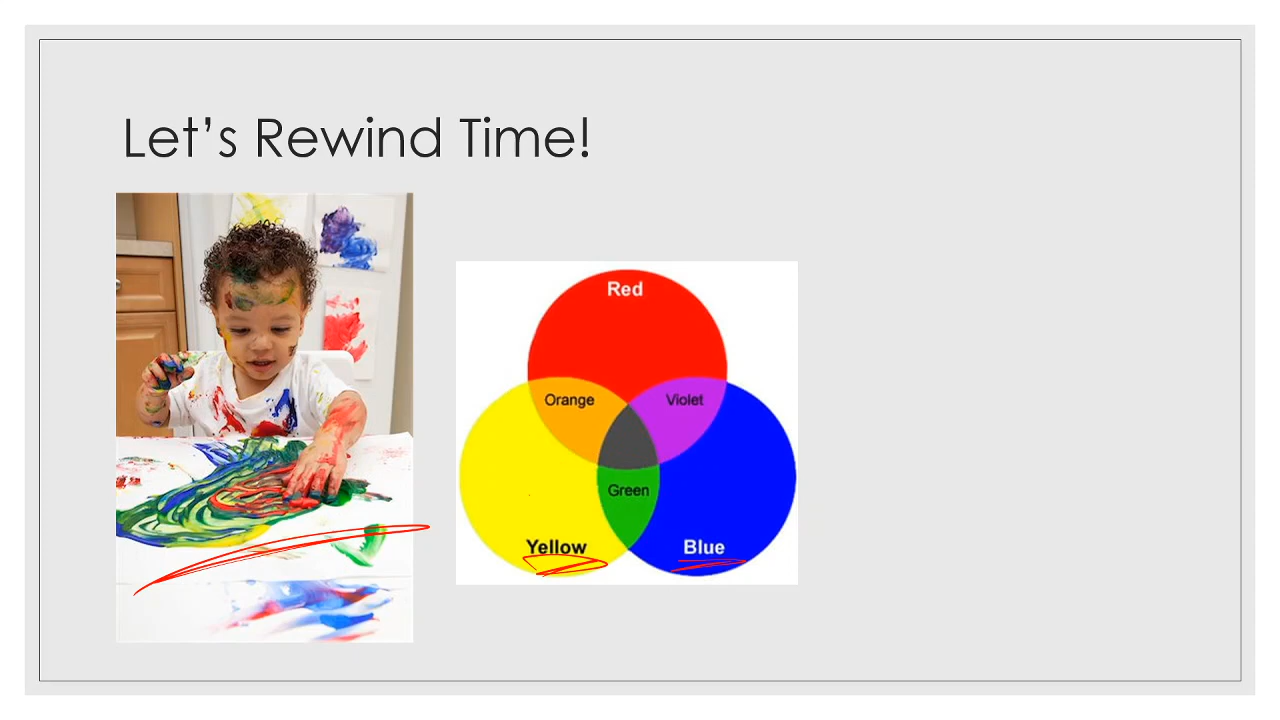 Let's Rewind Time!
Red
Orange
Violet
Green
Yellow
Blue